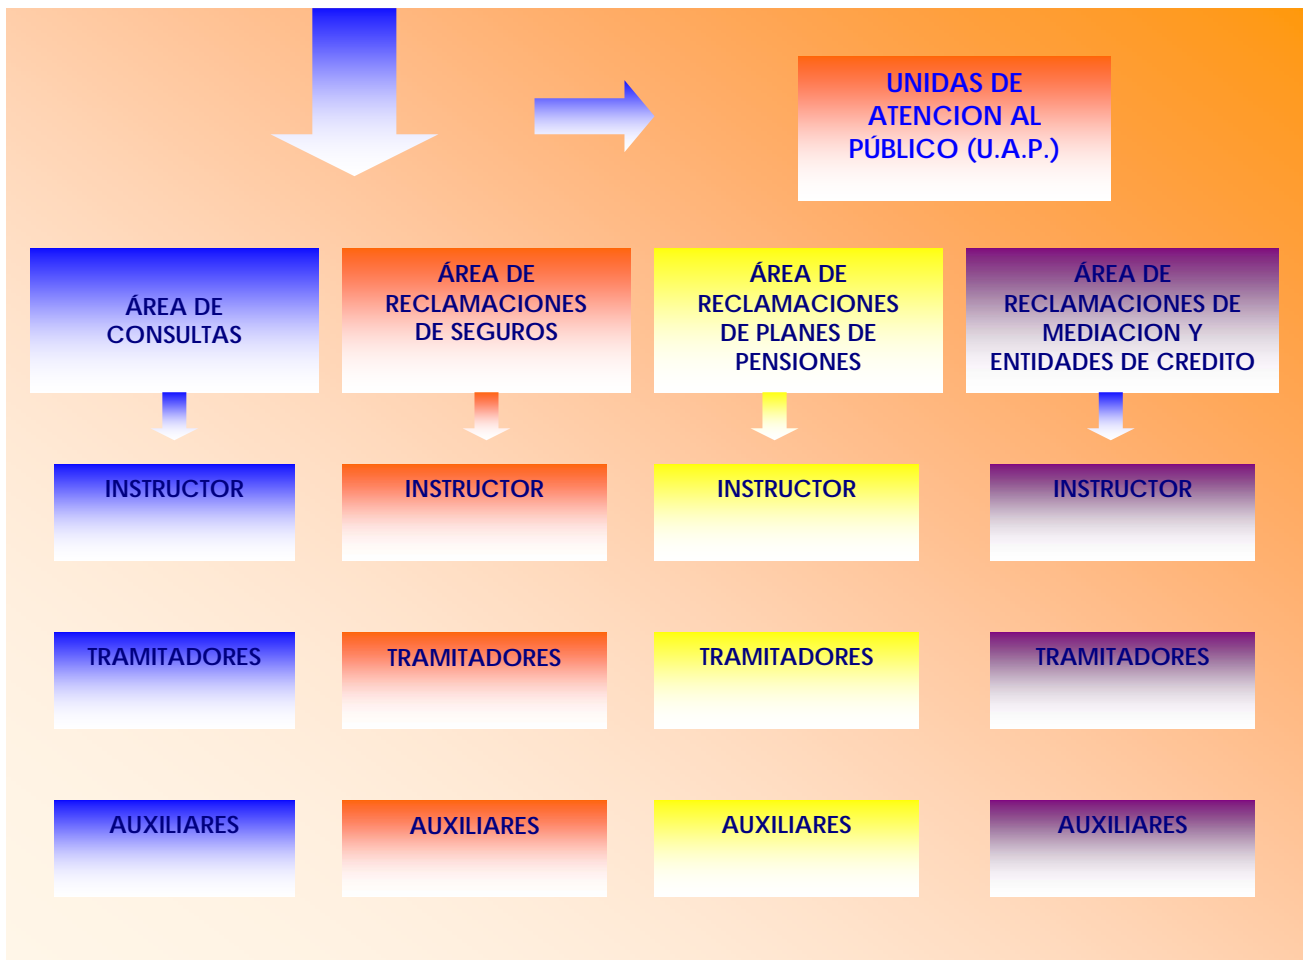 UNIDAS DE
ATENCION AL
PÚBLICO (U.A.P.)
ÁREA DE
CONSULTAS
ÁREA DE
RECLAMACIONES
DE SEGUROS
ÁREA DE
RECLAMACIONES
DE PLANES DE
PENSIONES
ÁREA DE
RECLAMACIONES DE
MEDIACION Y
ENTIDADES DE CREDITO
INSTRUCTOR
INSTRUCTOR
INSTRUCTOR
INSTRUCTOR
TRAMITADORES
TRAMITADORES
TRAMITADORES
TRAMITADORES
AUXILIARES
AUXILIARES
AUXILIARES
AUXILIARES